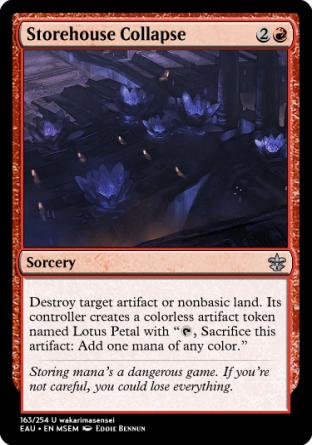 Storehouse Collapse 2
Sorcery
Destroy target artifact or nonbasic land. Its
controller creates a colorless artifact token
named Lotus Petal with “, Sacrifice this
artifact: Add one mana of any color.”
Storing mana’s a dangerous game. If you’re
not careful, you could lose everything.
163/254 U wakarimasensei
EAU • EN MSEM Eddie Bennun